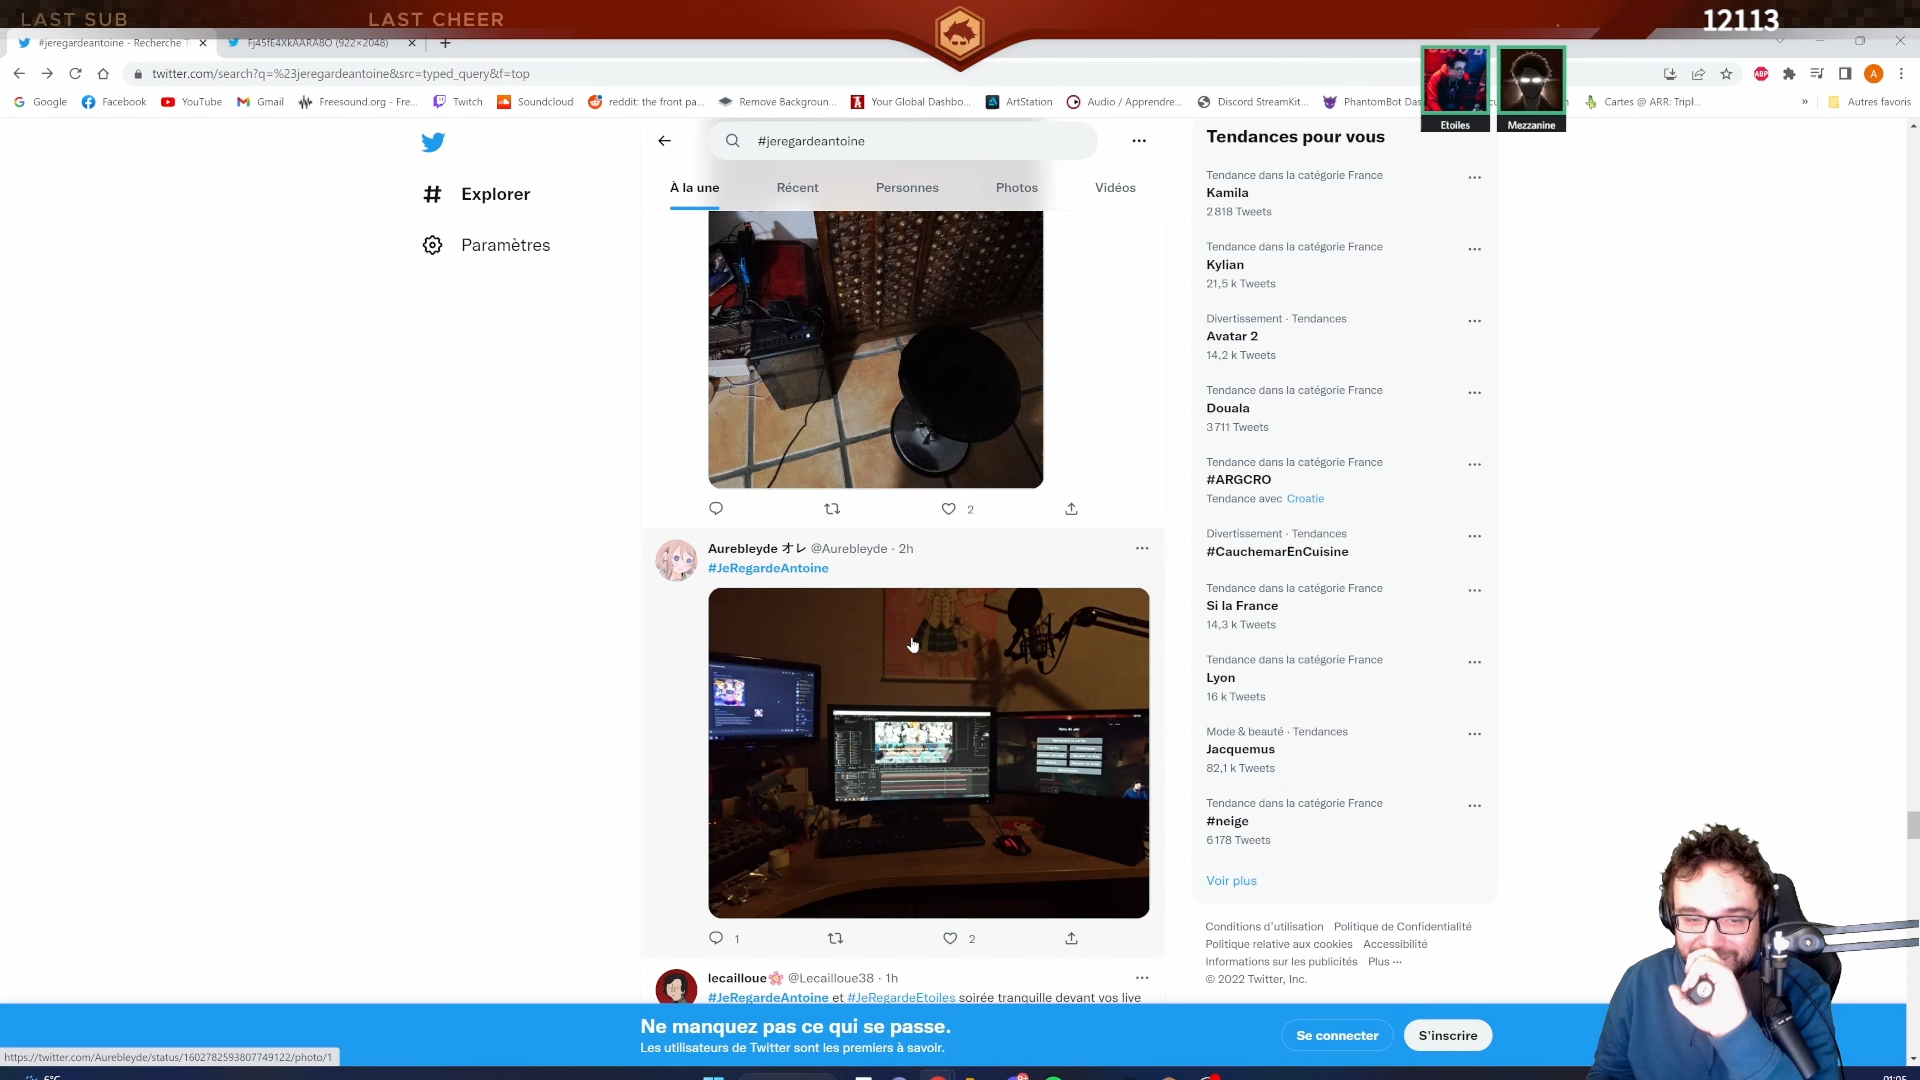 LAST SUB
LAST CHEER
12113
#jeregardeantoine - Recherche T
Fj45fE4XkAARA8O (922×2048)
twitter.com/search?q=%23jeregardeantoine&src=typed_query&f=top
Google
Facebook
YouTube
Gmail
Freesound.org - Fre...
Twitch
Soundcloud
reddit: the front pa...
Remove Backgroun...
Your Global Dashbo...
ArtStation
Audio / Apprendre...
Discord StreamKit...
PhantomBot Das
Cartes @ ARR: Tripl...
»
Autres favoris
ABP
A
Etoiles
Mezzanine
#jeregardeantoine
À la une
Récent
Personnes
Photos
Vidéos
Explorer
Paramètres
2
Aurebleyde オレ @Aurebleyde · 2h
#JeRegardeAntoine
1
2
lecailloue🌸 @Lecailloue38 · 1h
#JeRegardeAntoine et #JeRegardeEtoiles soirée tranquille devant vos live
Tendances pour vous
Tendance dans la catégorie France
Kamila
2 818 Tweets
Tendance dans la catégorie France
Kylian
21,5 k Tweets
Divertissement · Tendances
Avatar 2
14,2 k Tweets
Tendance dans la catégorie France
Douala
3 711 Tweets
Tendance dans la catégorie France
#ARGCRO
Tendance avec Croatie
Divertissement · Tendances
#CauchemarEnCuisine
Tendance dans la catégorie France
Si la France
14,3 k Tweets
Tendance dans la catégorie France
Lyon
16 k Tweets
Mode & beauté · Tendances
Jacquemus
82,1 k Tweets
Tendance dans la catégorie France
#neige
6 178 Tweets
Voir plus
Conditions d'utilisation Politique de Confidentialité
Politique relative aux cookies Accessibilité
Informations sur les publicités Plus ···
© 2022 Twitter, Inc.
Ne manquez pas ce qui se passe.
Les utilisateurs de Twitter sont les premiers à savoir.
Se connecter
S'inscrire
https://twitter.com/Aurebleyde/status/1602782593807749122/photo/1
6°C
01:05